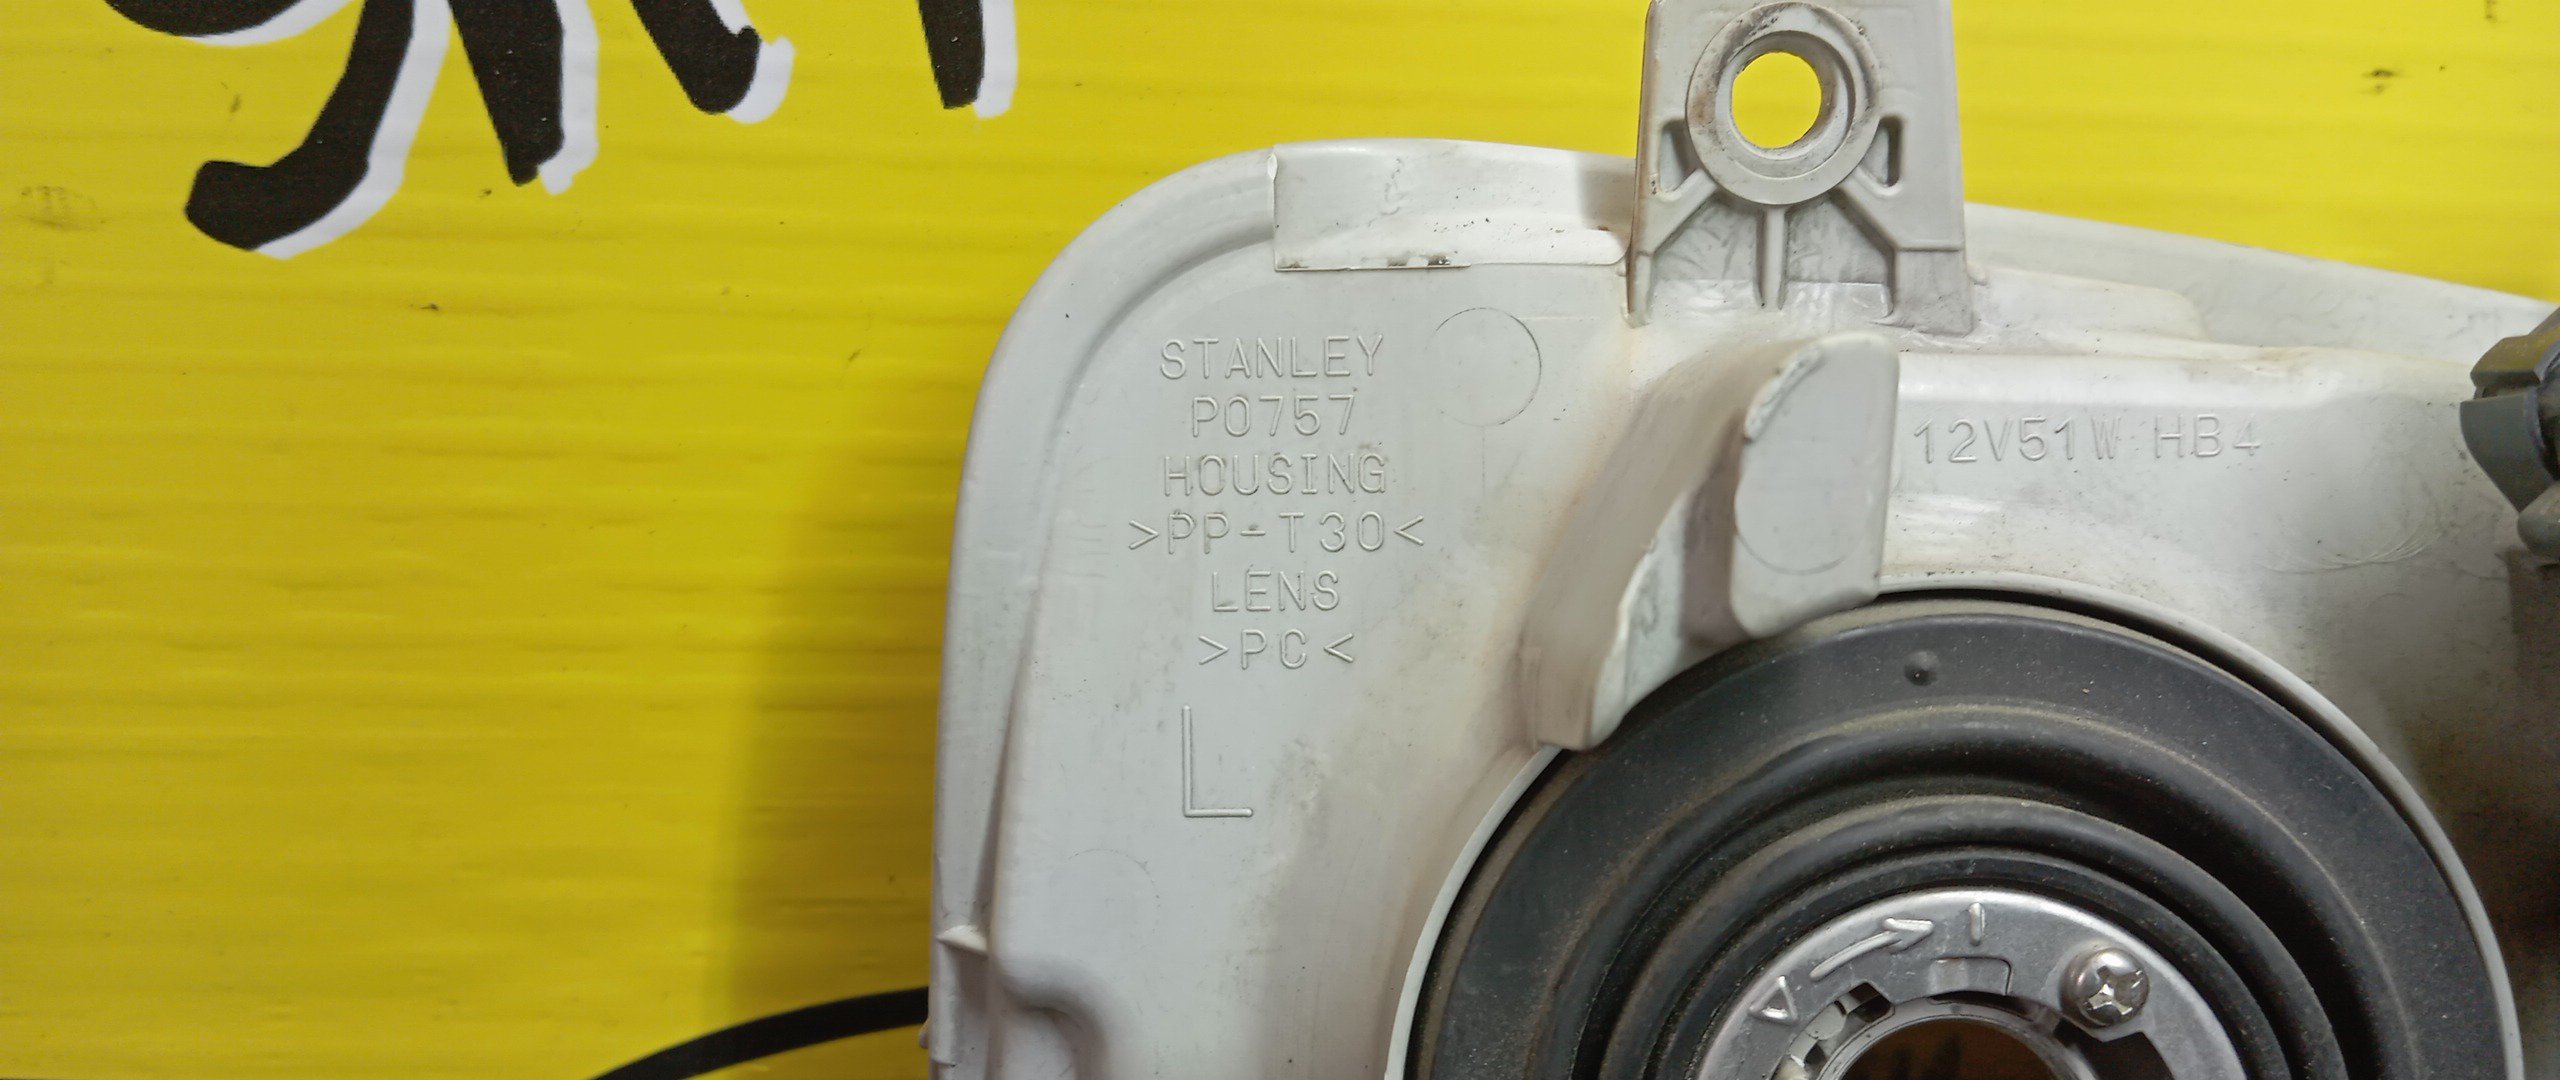 STANLEY
P0757
HOUSING
>PP-T30<
LENS
>PC<
L
12V51W HB4